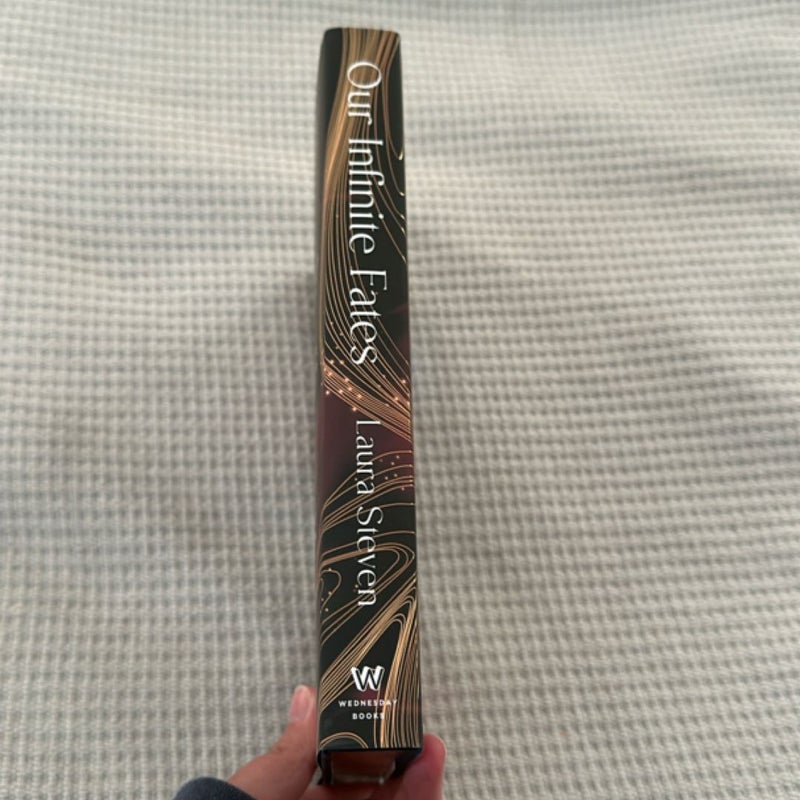 Our Infinite Fates
Laura Steven
W
WEDNESDAY
BOOKS